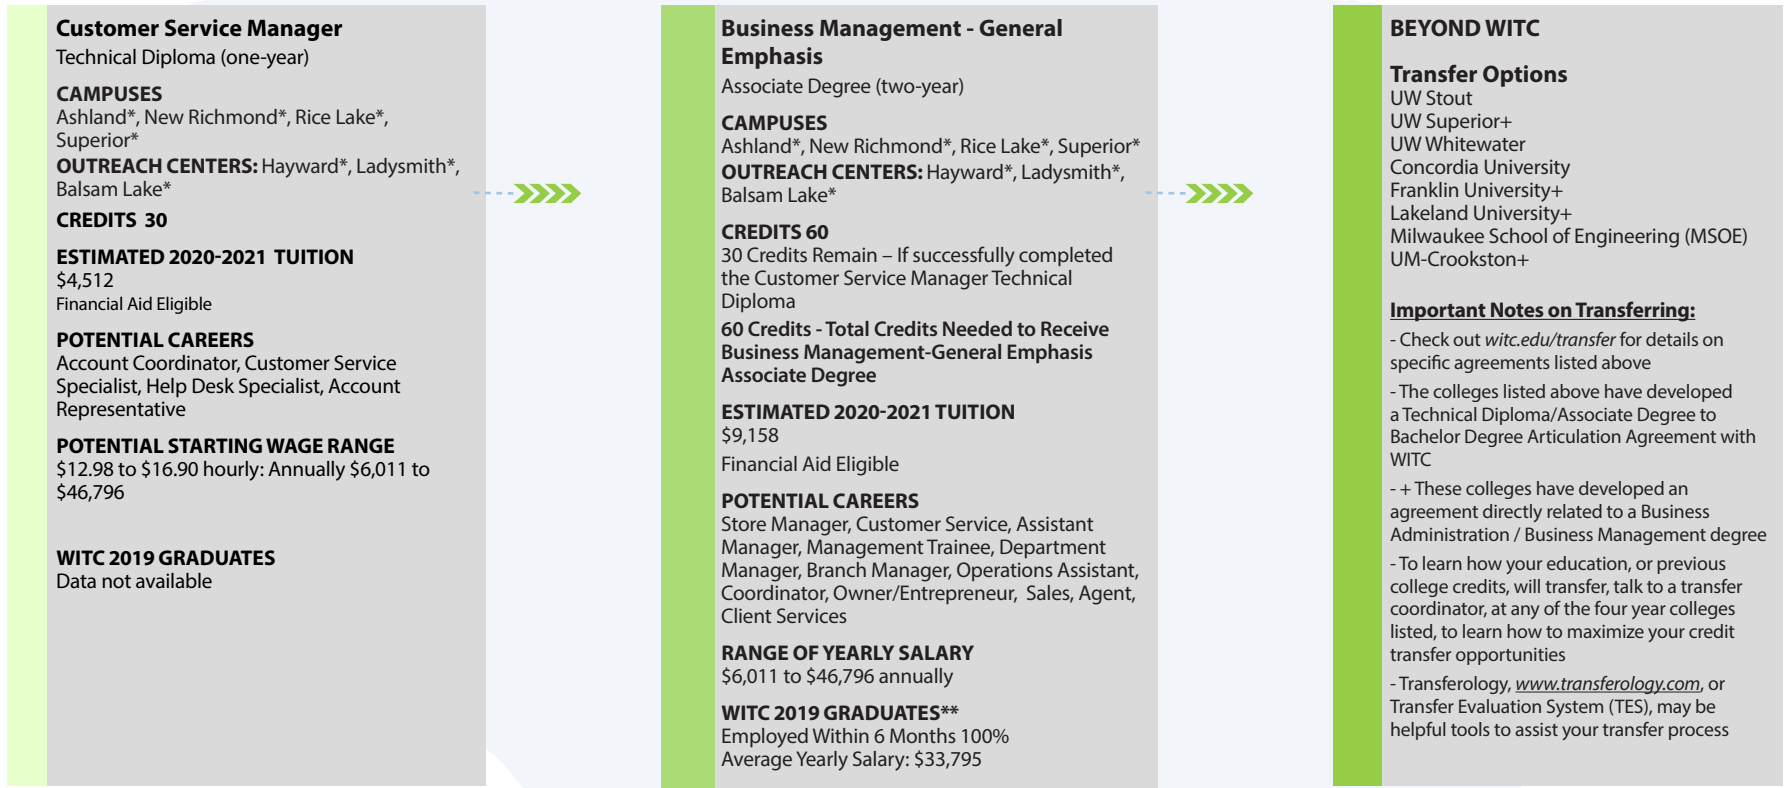 Customer Service Manager
Technical Diploma (one-year)
CAMPUSES
Ashland*, New Richmond*, Rice Lake*,
Superior*
OUTREACH CENTERS: Hayward*, Ladysmith*,
Balsam Lake*
CREDITS 30
ESTIMATED 2020-2021 TUITION
$4,512
Financial Aid Eligible
POTENTIAL CAREERS
Account Coordinator, Customer Service
Specialist, Help Desk Specialist, Account
Representative
POTENTIAL STARTING WAGE RANGE
$12.98 to $16.90 hourly: Annually $6,011 to
$46,796
WITC 2019 GRADUATES
Data not available
Business Management - General
Emphasis
Associate Degree (two-year)
CAMPUSES
Ashland*, New Richmond*, Rice Lake*, Superior*
OUTREACH CENTERS: Hayward*, Ladysmith*,
Balsam Lake*
CREDITS 60
30 Credits Remain – If successfully completed
the Customer Service Manager Technical
Diploma
60 Credits - Total Credits Needed to Receive
Business Management-General Emphasis
Associate Degree
ESTIMATED 2020-2021 TUITION
$9,158
Financial Aid Eligible
POTENTIAL CAREERS
Store Manager, Customer Service, Assistant
Manager, Management Trainee, Department
Manager, Branch Manager, Operations Assistant,
Coordinator, Owner/Entrepreneur, Sales, Agent,
Client Services
RANGE OF YEARLY SALARY
$6,011 to $46,796 annually
WITC 2019 GRADUATES**
Employed Within 6 Months 100%
Average Yearly Salary: $33,795
BEYOND WITC
Transfer Options
UW Stout
UW Superior+
UW Whitewater
Concordia University
Franklin University+
Lakeland University+
Milwaukee School of Engineering (MSOE)
UM-Crookston+
Important Notes on Transferring:
- Check out witc.edu/transfer for details on
specific agreements listed above
- The colleges listed above have developed
a Technical Diploma/Associate Degree to
Bachelor Degree Articulation Agreement with
WITC
- + These colleges have developed an
agreement directly related to a Business
Administration / Business Management degree
- To learn how your education, or previous
college credits, will transfer, talk to a transfer
coordinator, at any of the four year colleges
listed, to learn how to maximize your credit
transfer opportunities
- Transferology, www.transferology.com, or
Transfer Evaluation System (TES), may be
helpful tools to assist your transfer process